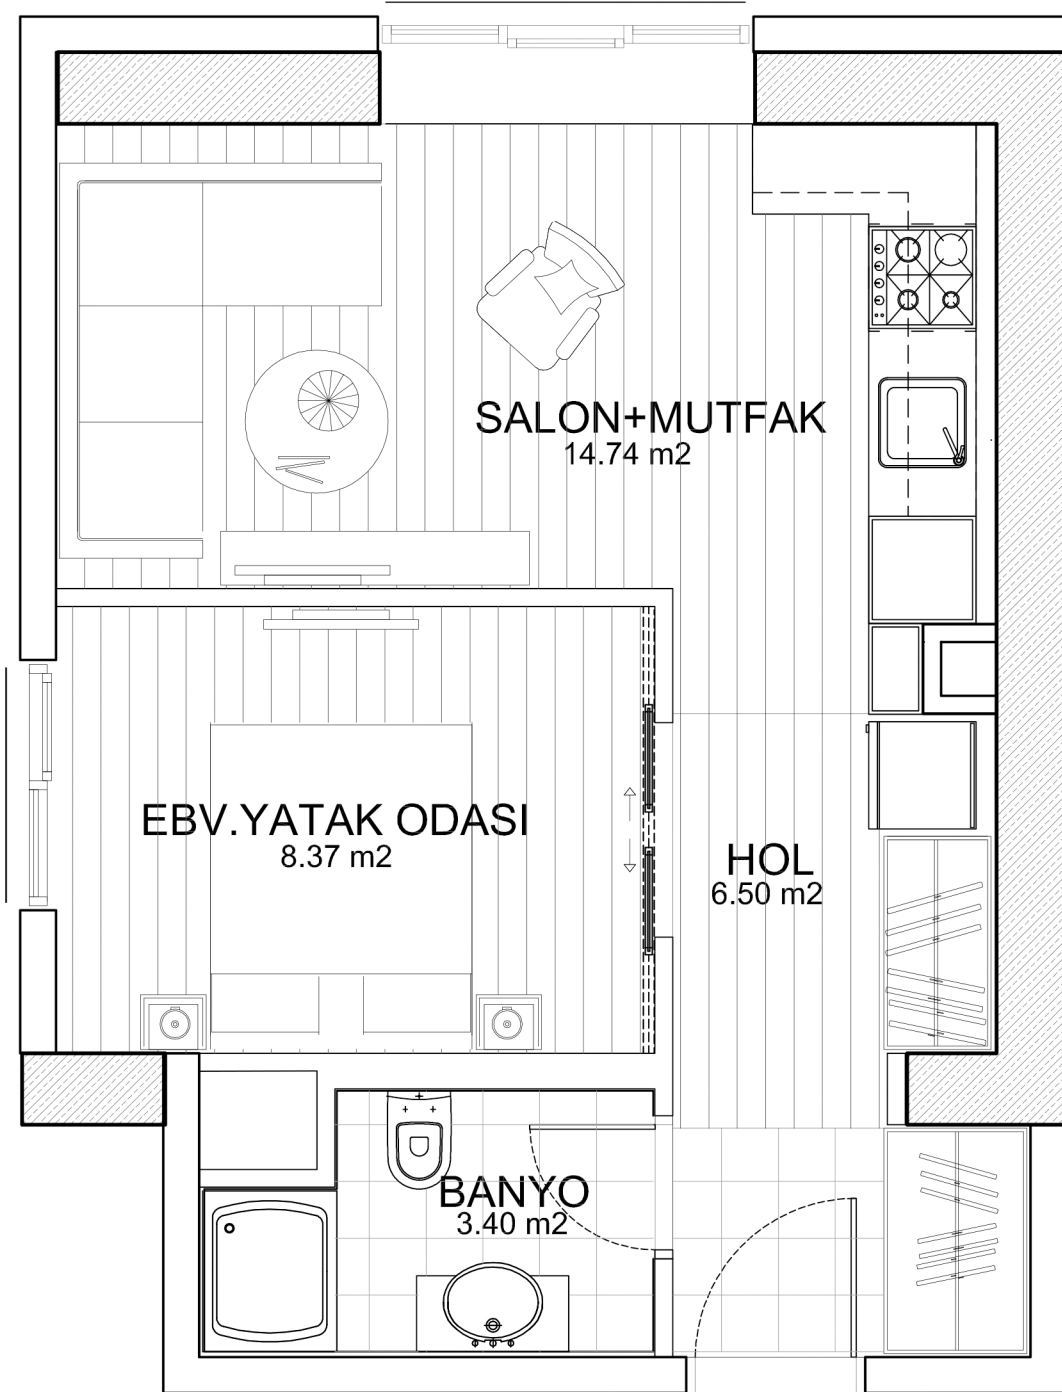 SALON+MUTFAK
14.74 m2
EBV.YATAK ODASI
8.37 m2
HOL
6.50 m2
BANYO
3.40 m2